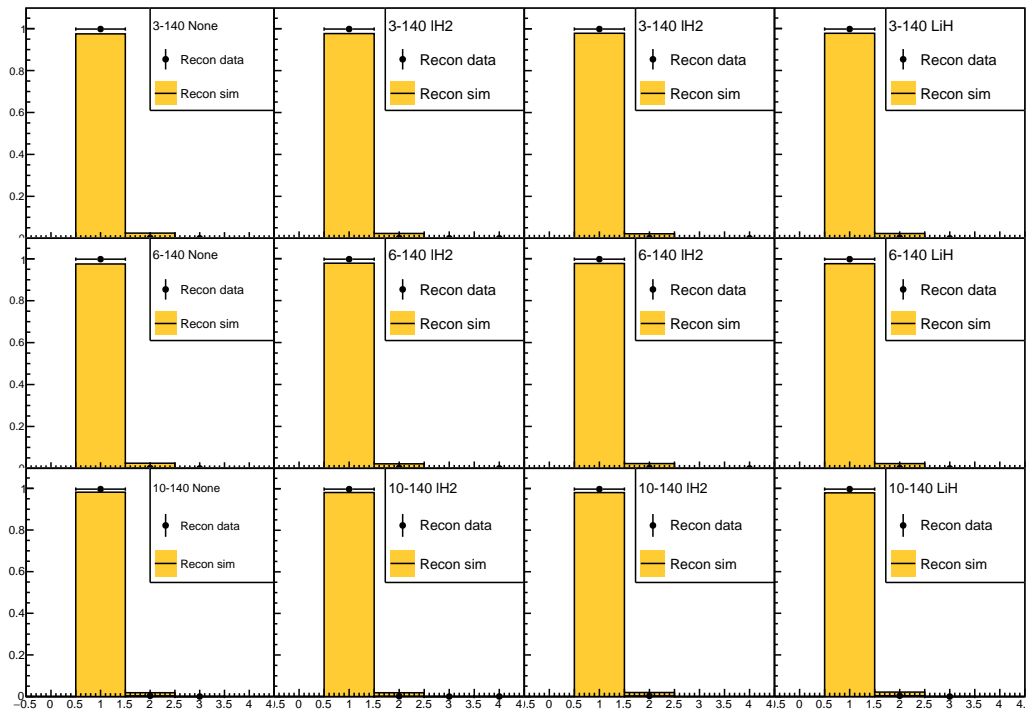 3-140 None
Recon data
Recon sim
3-140 lH2
Recon data
Recon sim
3-140 lH2
Recon data
Recon sim
3-140 LiH
Recon data
Recon sim
1
0.8
0.6
0.4
0.2
6-140 None
Recon data
Recon sim
6-140 lH2
Recon data
Recon sim
6-140 lH2
Recon data
Recon sim
6-140 LiH
Recon data
Recon sim
1
0.8
0.6
0.4
0.2
10-140 None
Recon data
Recon sim
10-140 lH2
Recon data
Recon sim
10-140 lH2
Recon data
Recon sim
10-140 LiH
Recon data
Recon sim
1
0.8
0.6
0.4
0.2
0
−0.5 0 0.5 1 1.5 2 2.5 3 3.5 4
0 0.5 1 1.5 2 2.5 3 3.5 4
0 0.5 1 1.5 2 2.5 3 3.5 4
0 0.5 1 1.5 2 2.5 3 3.5 4